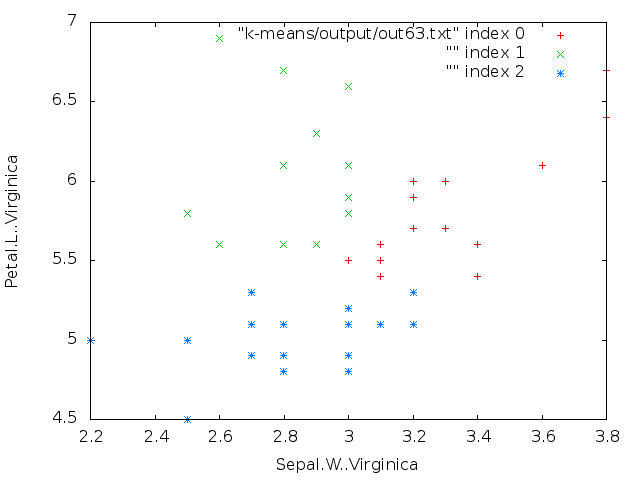 7
6.5
6
5.5
5
4.5
2.2 2.4 2.6 2.8 3 3.2 3.4 3.6 3.8
Petal.L..Virginica
Sepal.W..Virginica
"k-means/output/out63.txt" index 0
"" index 1
"" index 2